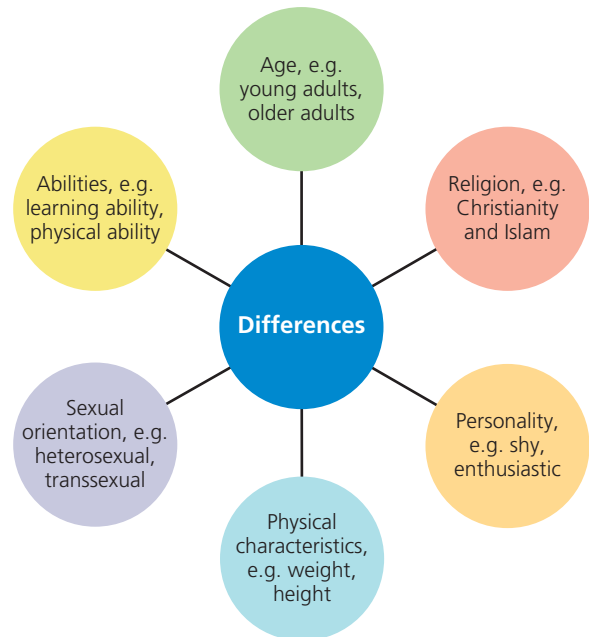 Age, e.g.
young adults,
older adults
Abilities, e.g.
learning ability,
physical ability
Religion, e.g.
Christianity
and Islam
Differences
Sexual
orientation, e.g.
heterosexual,
transsexual
Personality,
e.g. shy,
enthusiastic
Physical
characteristics,
e.g. weight,
height